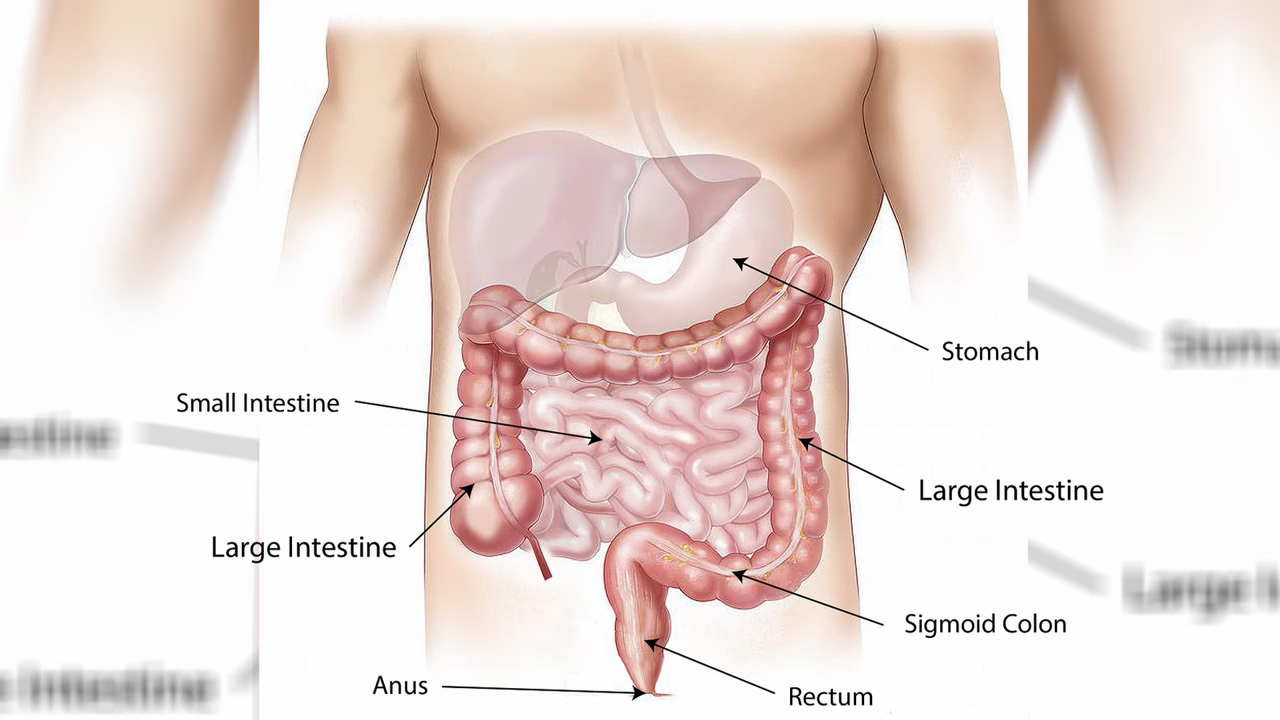 Stomach
Small Intestine
Large Intestine
Large Intestine
Sigmoid Colon
Anus
Rectum